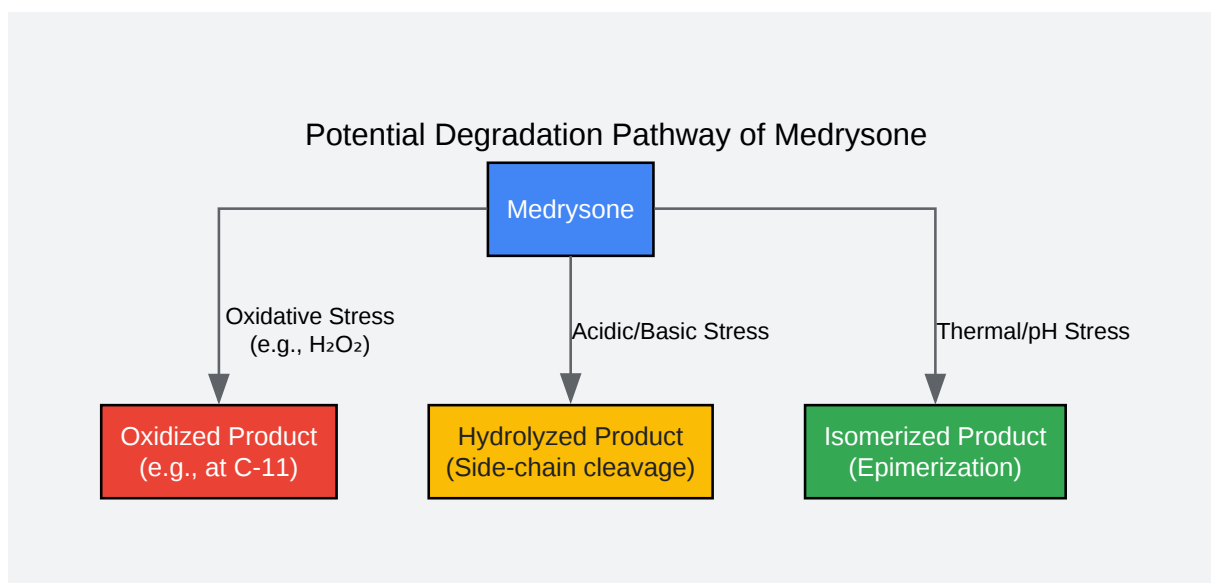 Potential Degradation Pathway of Medrysone
Medrysone
Oxidative Stress
(e.g., H₂O₂)
Acidic/Basic Stress
Thermal/pH Stress
Oxidized Product
(e.g., at C-11)
Hydrolyzed Product
(Side-chain cleavage)
Isomerized Product
(Epimerization)